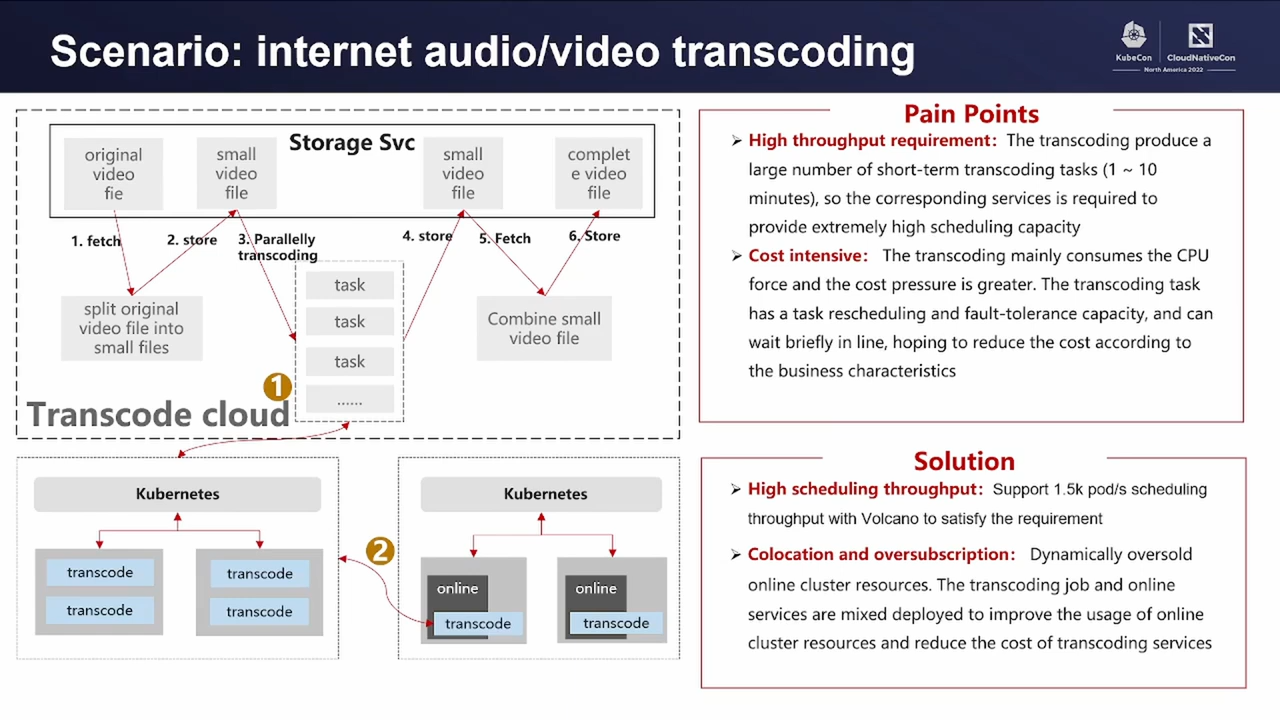 Scenario: internet audio/video transcoding
KubeCon
CloudNativeCon
North America 2022
Storage Svc
original
video
fie
small
video
file
small
video
file
complet
e video
file
1. fetch
2. store
3. Parallelly
transcoding
4. store
5. Fetch
6. Store
split original
video file into
small files
task
task
task
......
Combine small
video file
1
Transcode cloud
Kubernetes
transcode
transcode
transcode
transcode
2
Kubernetes
online
transcode
online
transcode
Pain Points
➢ High throughput requirement: The transcoding produce a
large number of short-term transcoding tasks (1 ~ 10
minutes), so the corresponding services is required to
provide extremely high scheduling capacity
➢ Cost intensive: The transcoding mainly consumes the CPU
force and the cost pressure is greater. The transcoding task
has a task rescheduling and fault-tolerance capacity, and can
wait briefly in line, hoping to reduce the cost according to
the business characteristics
Solution
➢ High scheduling throughput: Support 1.5k pod/s scheduling
throughput with Volcano to satisfy the requirement
➢ Colocation and oversubscription: Dynamically oversold
online cluster resources. The transcoding job and online
services are mixed deployed to improve the usage of online
cluster resources and reduce the cost of transcoding services